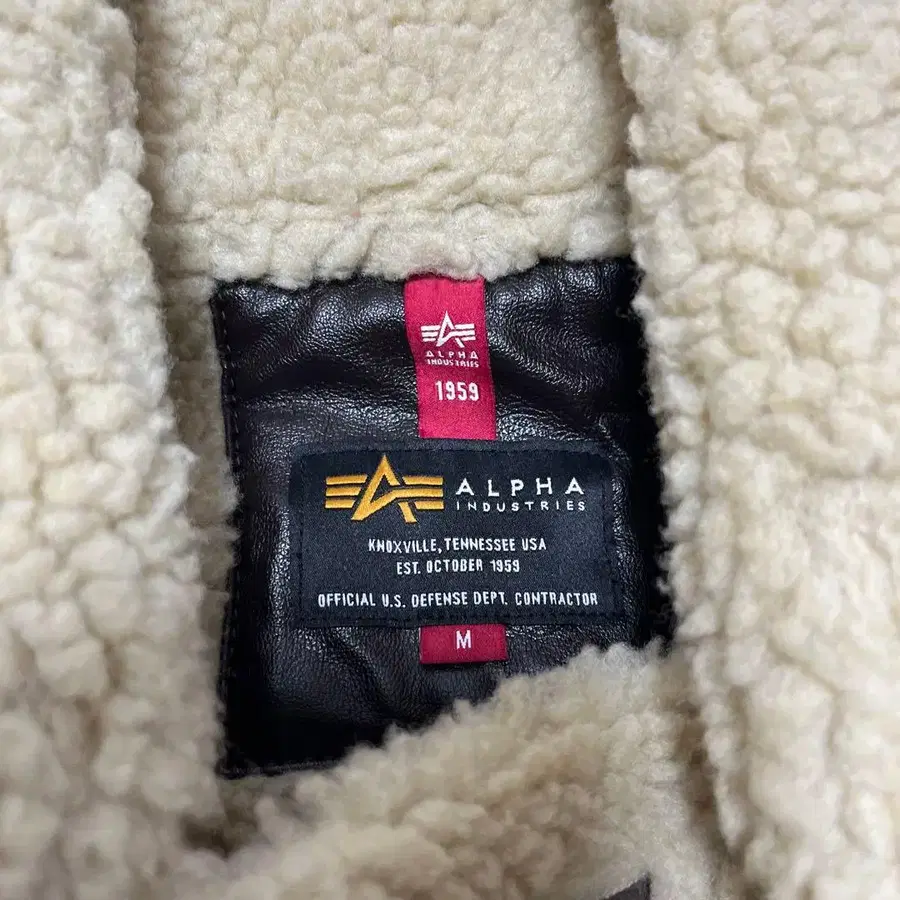 ALPHA
INDUSTRIES
1959
ALPHA
INDUSTRIES
KNOXVILLE, TENNESSEE USA
EST. OCTOBER 1959
OFFICIAL U.S. DEFENSE DEPT. CONTRACTOR
M